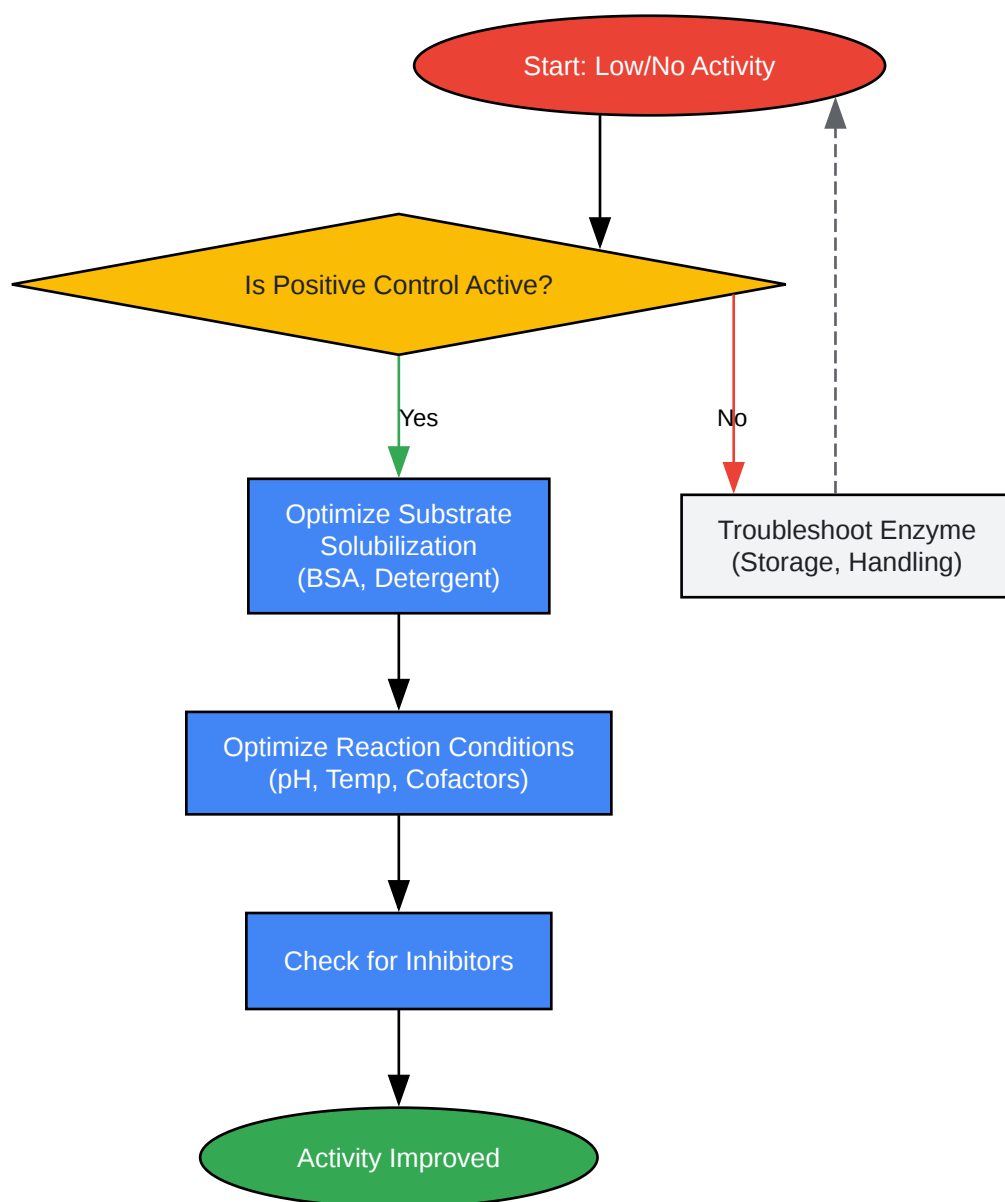 Start: Low/No Activity
Is Positive Control Active?
Yes
No
Optimize Substrate
Solubilization
(BSA, Detergent)
Troubleshoot Enzyme
(Storage, Handling)
Optimize Reaction Conditions
(pH, Temp, Cofactors)
Check for Inhibitors
Activity Improved